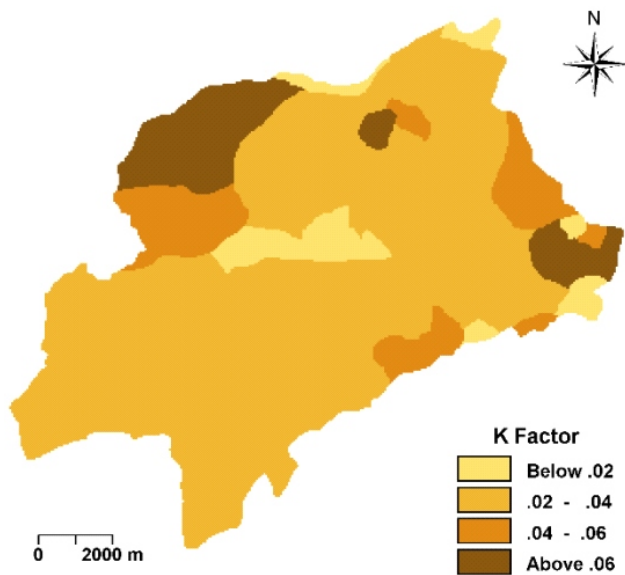 N
K Factor
Below .02
.02 - .04
.04 - .06
Above .06
0 2000 m